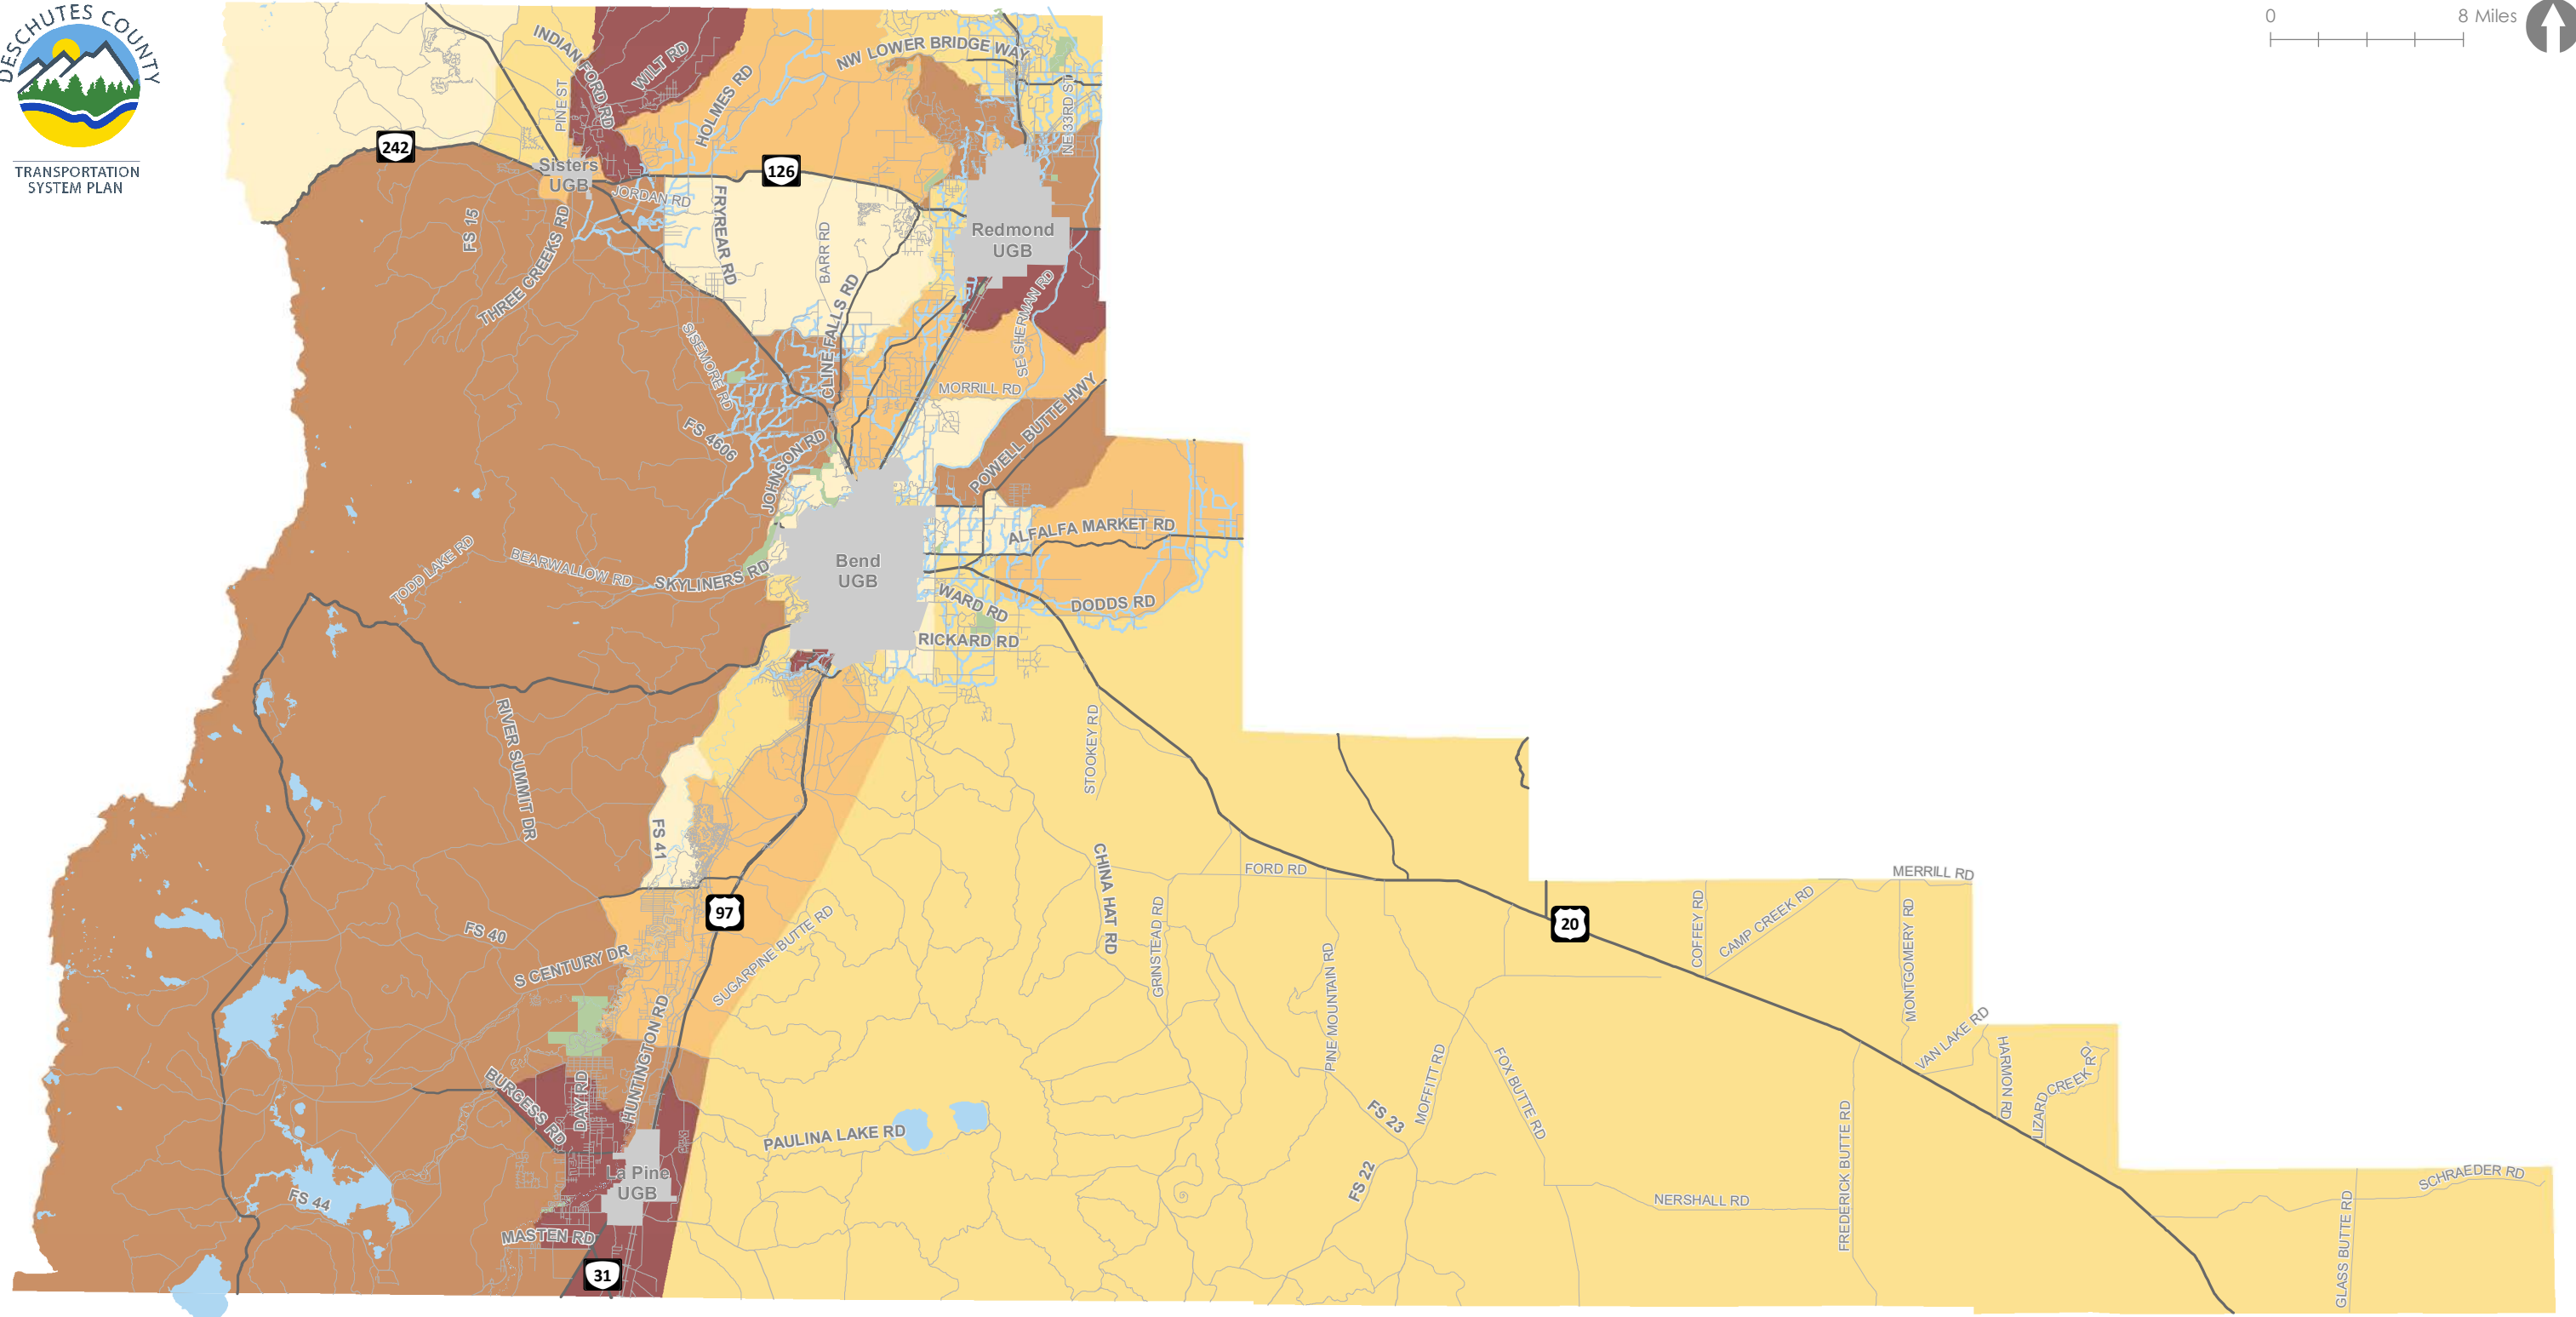 DESCHUTES COUNTY
TRANSPORTATION
SYSTEM PLAN
0
8 Miles
INDIAN FORD RD
WILT RD
PINE ST
HOLMES RD
NW LOWER BRIDGE WAY
NE 33RD ST
242
126
Sisters
UGB
JORDAN RD
FRYREAR RD
BARR RD
Redmond
UGB
FS 15
THREE CREEKS RD
SISEMORE RD
CLINE FALLS RD
SE SHERMAN RD
MORRILL RD
POWELL BUTTE HWY
FS 4606
JOHNSON RD
ALFALFA MARKET RD
TODD LAKE RD
BEARWALLOW RD
SKYLINERS RD
Bend
UGB
WARD RD
DODDS RD
RICKARD RD
RIVER SUMMIT DR
STOOKEY RD
FS 41
CHINA HAT RD
FORD RD
MERRILL RD
97
20
SUGARPINE BUTTE RD
GRINSTEAD RD
PINE MOUNTAIN RD
COFFEY RD
CAMP CREEK RD
MONTGOMERY RD
FS 40
S CENTURY DR
HUNTINGTON RD
VAN LAKE RD
HARMON RD
LIZARD CREEK RD
BURGESS RD
DAY RD
MOFFITT RD
FOX BUTTE RD
FS 23
PAULINA LAKE RD
FREDERICK BUTTE RD
La Pine
UGB
FS 44
FS 22
NERSHALL RD
SCHRAEDER RD
GLASS BUTTE RD
MASTEN RD
31